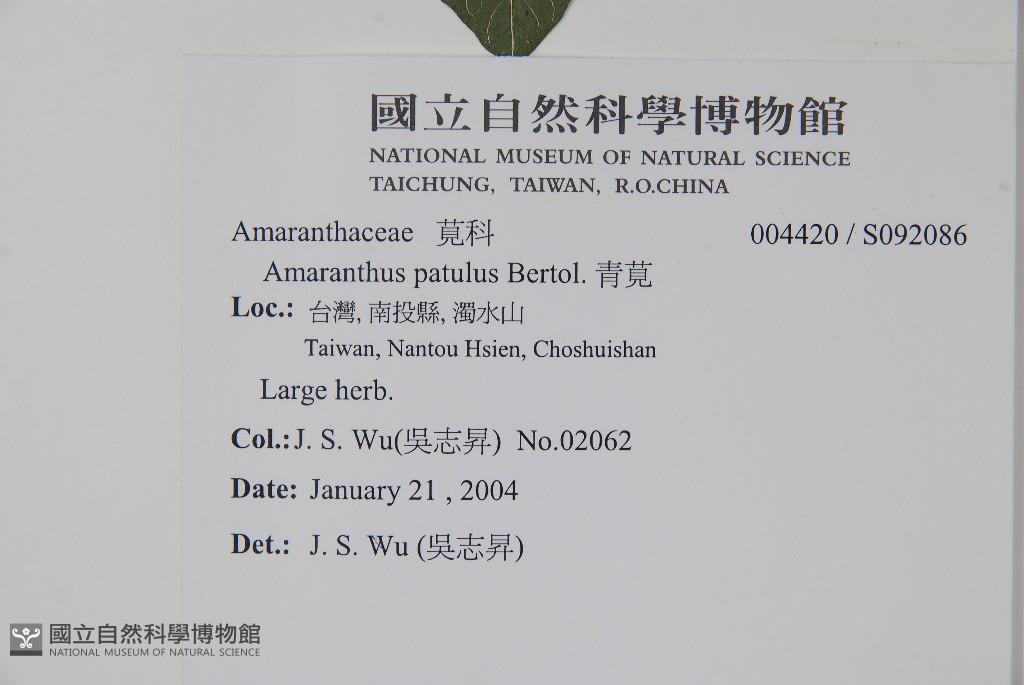 國立自然科學博物館
NATIONAL MUSEUM OF NATURAL SCIENCE
TAICHUNG, TAIWAN, R.O.CHINA
Amaranthaceae 莧科 004420 / S092086
Amaranthus patulus Bertol. 青莧
Loc.: 台灣, 南投縣, 濁水山
Taiwan, Nantou Hsien, Choshuishan
Large herb.
Col.:J. S. Wu(吳志昇) No.02062
Date: January 21 , 2004
Det.: J. S. Wu (吳志昇)
國立自然科學博物館
NATIONAL MUSEUM OF NATURAL SCIENCE